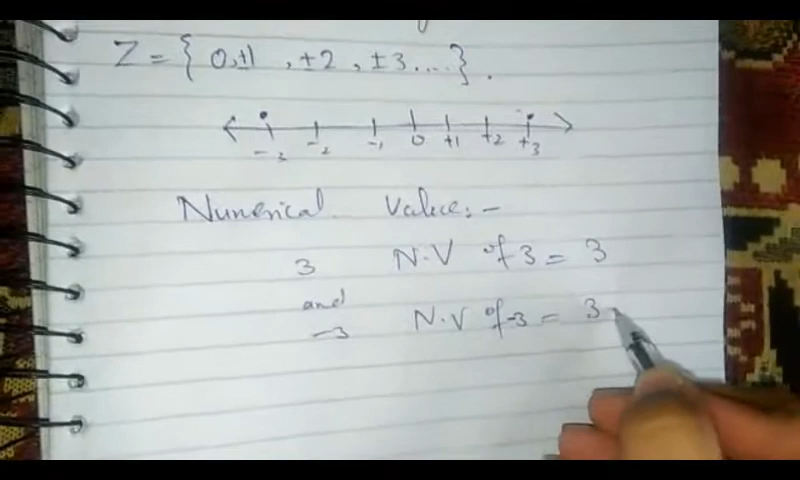 Z = { 0, ±1 , ±2 , ±3 .... } .
-3 -2 -1 0 +1 +2 +3
Numerical Value:-
3 N.V of 3 = 3
and
-3 N.V of -3 = 3